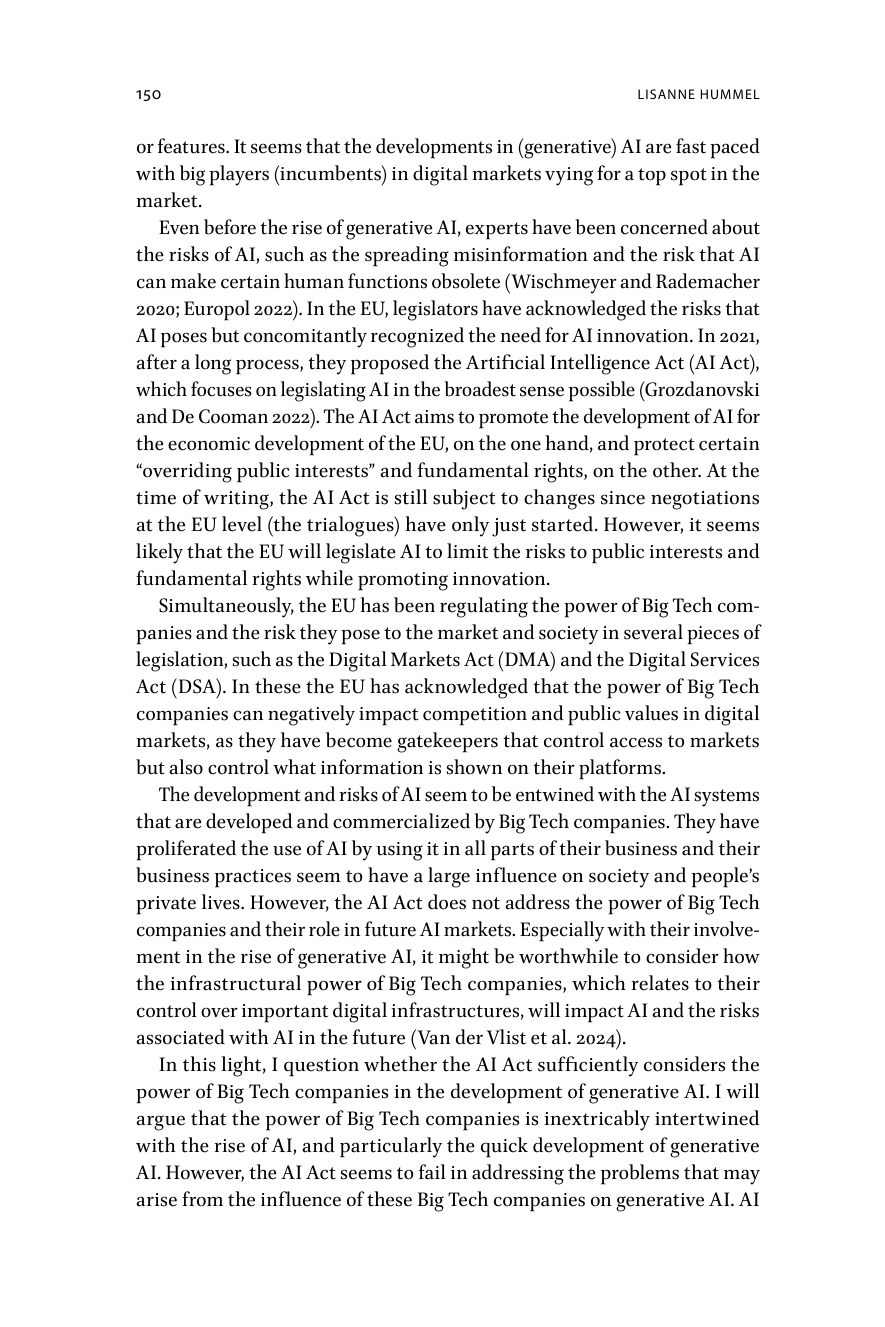 150
LISANNE HUMMEL
or features. It seems that the developments in (generative) AI are fast paced
with big players (incumbents) in digital markets vying for a top spot in the
market.
Even before the rise of generative AI, experts have been concerned about
the risks of AI, such as the spreading misinformation and the risk that AI
can make certain human functions obsolete (Wischmeyer and Rademacher
2020; Europol 2022). In the EU, legislators have acknowledged the risks that
AI poses but concomitantly recognized the need for AI innovation. In 2021,
after a long process, they proposed the Artificial Intelligence Act (AI Act),
which focuses on legislating AI in the broadest sense possible (Grozdanovski
and De Cooman 2022). The AI Act aims to promote the development of AI for
the economic development of the EU, on the one hand, and protect certain
“overriding public interests” and fundamental rights, on the other. At the
time of writing, the AI Act is still subject to changes since negotiations
at the EU level (the trialogues) have only just started. However, it seems
likely that the EU will legislate AI to limit the risks to public interests and
fundamental rights while promoting innovation.
Simultaneously, the EU has been regulating the power of Big Tech com-
panies and the risk they pose to the market and society in several pieces of
legislation, such as the Digital Markets Act (DMA) and the Digital Services
Act (DSA). In these the EU has acknowledged that the power of Big Tech
companies can negatively impact competition and public values in digital
markets, as they have become gatekeepers that control access to markets
but also control what information is shown on their platforms.
The development and risks of AI seem to be entwined with the AI systems
that are developed and commercialized by Big Tech companies. They have
proliferated the use of AI by using it in all parts of their business and their
business practices seem to have a large influence on society and people’s
private lives. However, the AI Act does not address the power of Big Tech
companies and their role in future AI markets. Especially with their involve-
ment in the rise of generative AI, it might be worthwhile to consider how
the infrastructural power of Big Tech companies, which relates to their
control over important digital infrastructures, will impact AI and the risks
associated with AI in the future (Van der Vlist et al. 2024).
In this light, I question whether the AI Act sufficiently considers the
power of Big Tech companies in the development of generative AI. I will
argue that the power of Big Tech companies is inextricably intertwined
with the rise of AI, and particularly the quick development of generative
AI. However, the AI Act seems to fail in addressing the problems that may
arise from the influence of these Big Tech companies on generative AI. AI